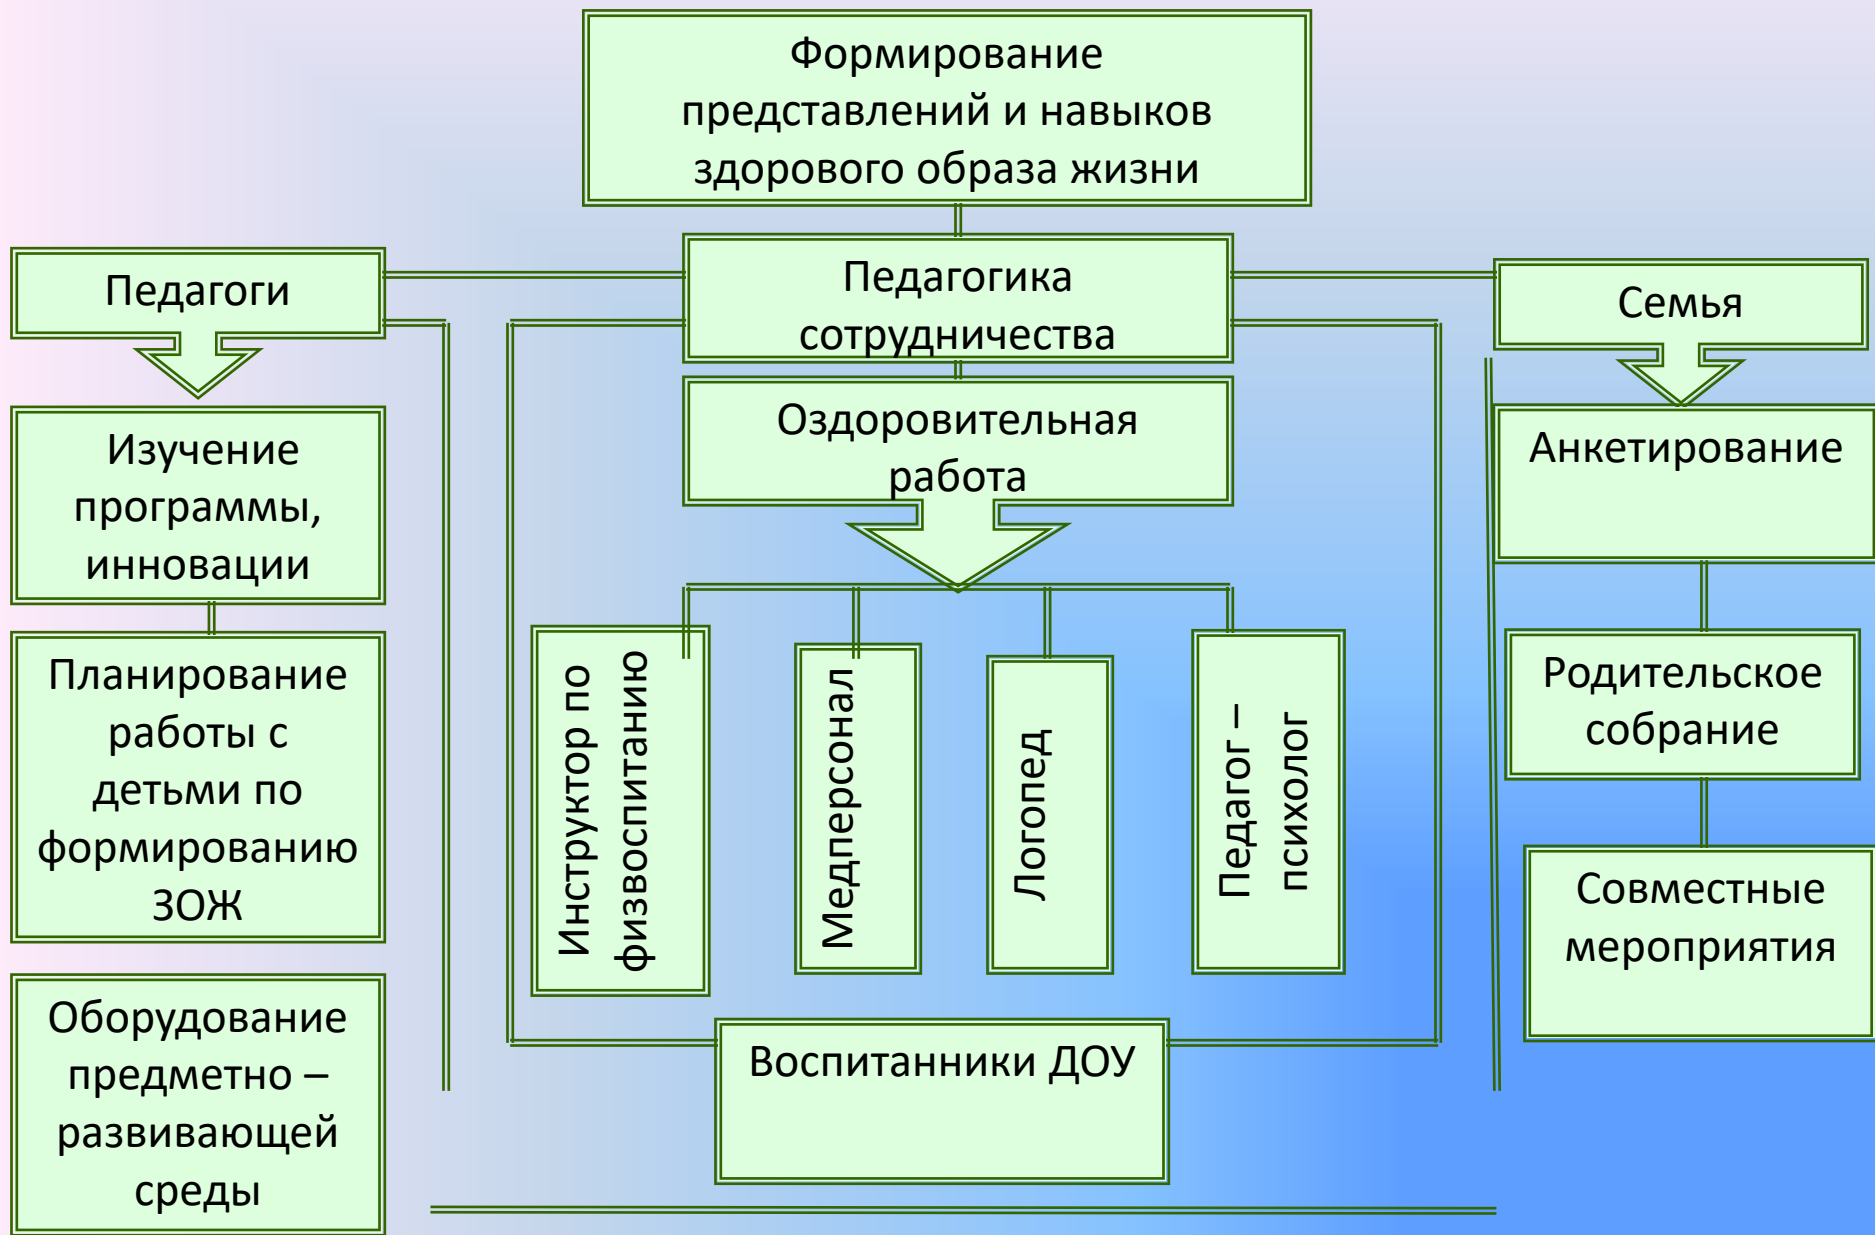 Формирование
представлений и навыков
здорового образа жизни
Педагоги
Педагогика
сотрудничества
Семья
Изучение
программы,
инновации
Оздоровительная
работа
Анкетирование
Планирование
работы с
детьми по
формированию
ЗОЖ
Инструктор по
физвоспитанию
Медперсонал
Логопед
Педагог –
психолог
Родительское
собрание
Совместные
мероприятия
Оборудование
предметно –
развивающей
среды
Воспитанники ДОУ